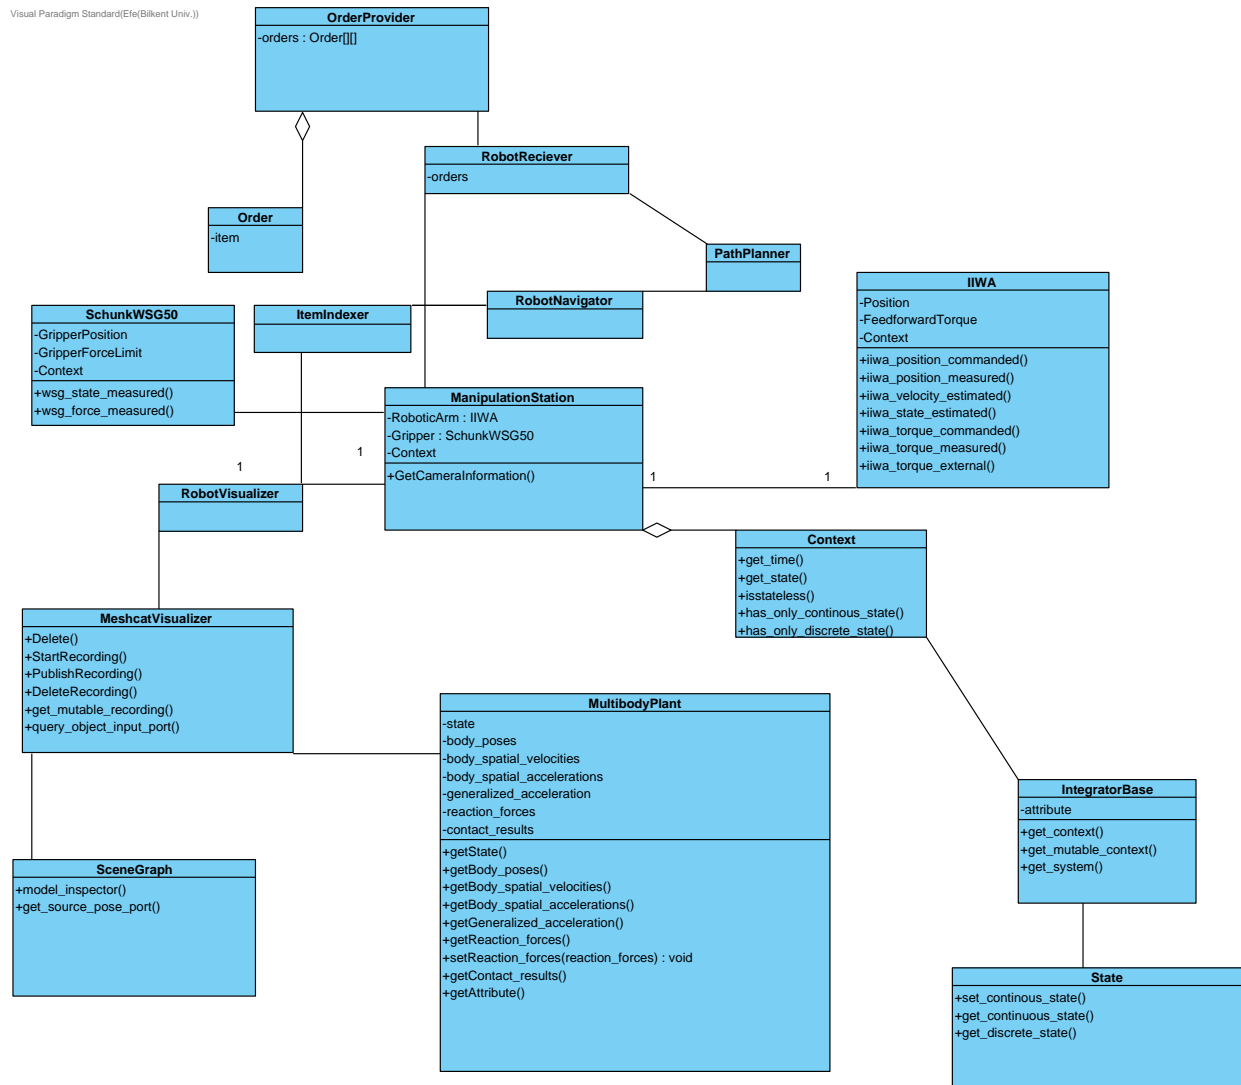 Visual Paradigm Standard(Efe(Bilkent Univ.))
OrderProvider
-orders : Order[][]
RobotReciever
-orders
Order
-item
PathPlanner
IIWA
-Position
-FeedforwardTorque
-Context
+iiwa_position_commanded()
+iiwa_position_measured()
+iiwa_velocity_estimated()
+iiwa_state_estimated()
+iiwa_torque_commanded()
+iiwa_torque_measured()
+iiwa_torque_external()
RobotNavigator
ItemIndexer
SchunkWSG50
-GripperPosition
-GripperForceLimit
-Context
+wsg_state_measured()
+wsg_force_measured()
ManipulationStation
-RoboticArm : IIWA
-Gripper : SchunkWSG50
-Context
+GetCameraInformation()
1
1
1
1
RobotVisualizer
Context
+get_time()
+get_state()
+isstateless()
+has_only_continous_state()
+has_only_discrete_state()
MeshcatVisualizer
+Delete()
+StartRecording()
+PublishRecording()
+DeleteRecording()
+get_mutable_recording()
+query_object_input_port()
MultibodyPlant
-state
-body_poses
-body_spatial_velocities
-body_spatial_accelerations
-generalized_acceleration
-reaction_forces
-contact_results
+getState()
+getBody_poses()
+getBody_spatial_velocities()
+getBody_spatial_accelerations()
+getGeneralized_acceleration()
+getReaction_forces()
+setReaction_forces(reaction_forces) : void
+getContact_results()
+getAttribute()
IntegratorBase
-attribute
+get_context()
+get_mutable_context()
+get_system()
SceneGraph
+model_inspector()
+get_source_pose_port()
State
+set_continous_state()
+get_continuous_state()
+get_discrete_state()